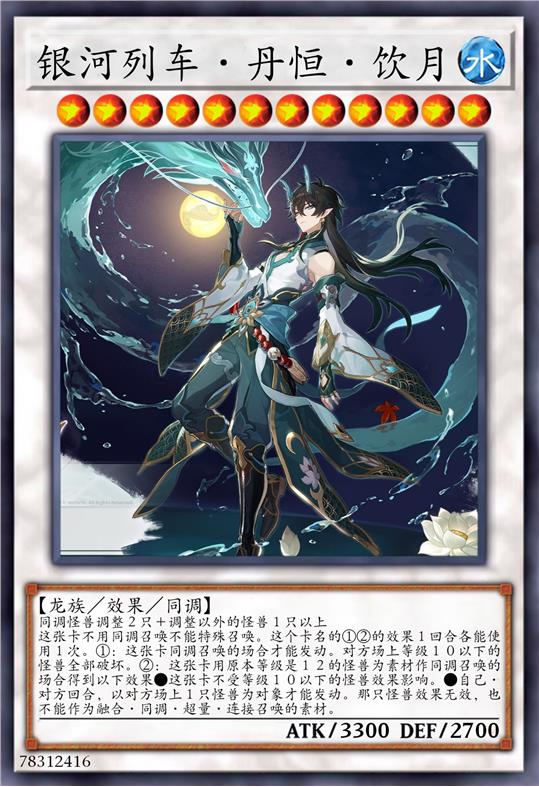 银河列车·丹恒·饮月
水
【龙族／效果／同调】
同调怪兽调整２只＋调整以外的怪兽１只以上
这张卡不用同调召唤不能特殊召唤。这个卡名的①②的效果１回合各能使
用１次。①：这张卡同调召唤的场合才能发动。对方场上等级１０以下的
怪兽全部破坏。②：这张卡用原本等级是１２的怪兽为素材作同调召唤的
场合得到以下效果●这张卡不受等级１０以下的怪兽效果影响。●自己·
对方回合，以对方场上１只怪兽为对象才能发动。那只怪兽效果无效，也
不能作为融合·同调·超量·连接召唤的素材。
ATK/3300 DEF/2700
78312416